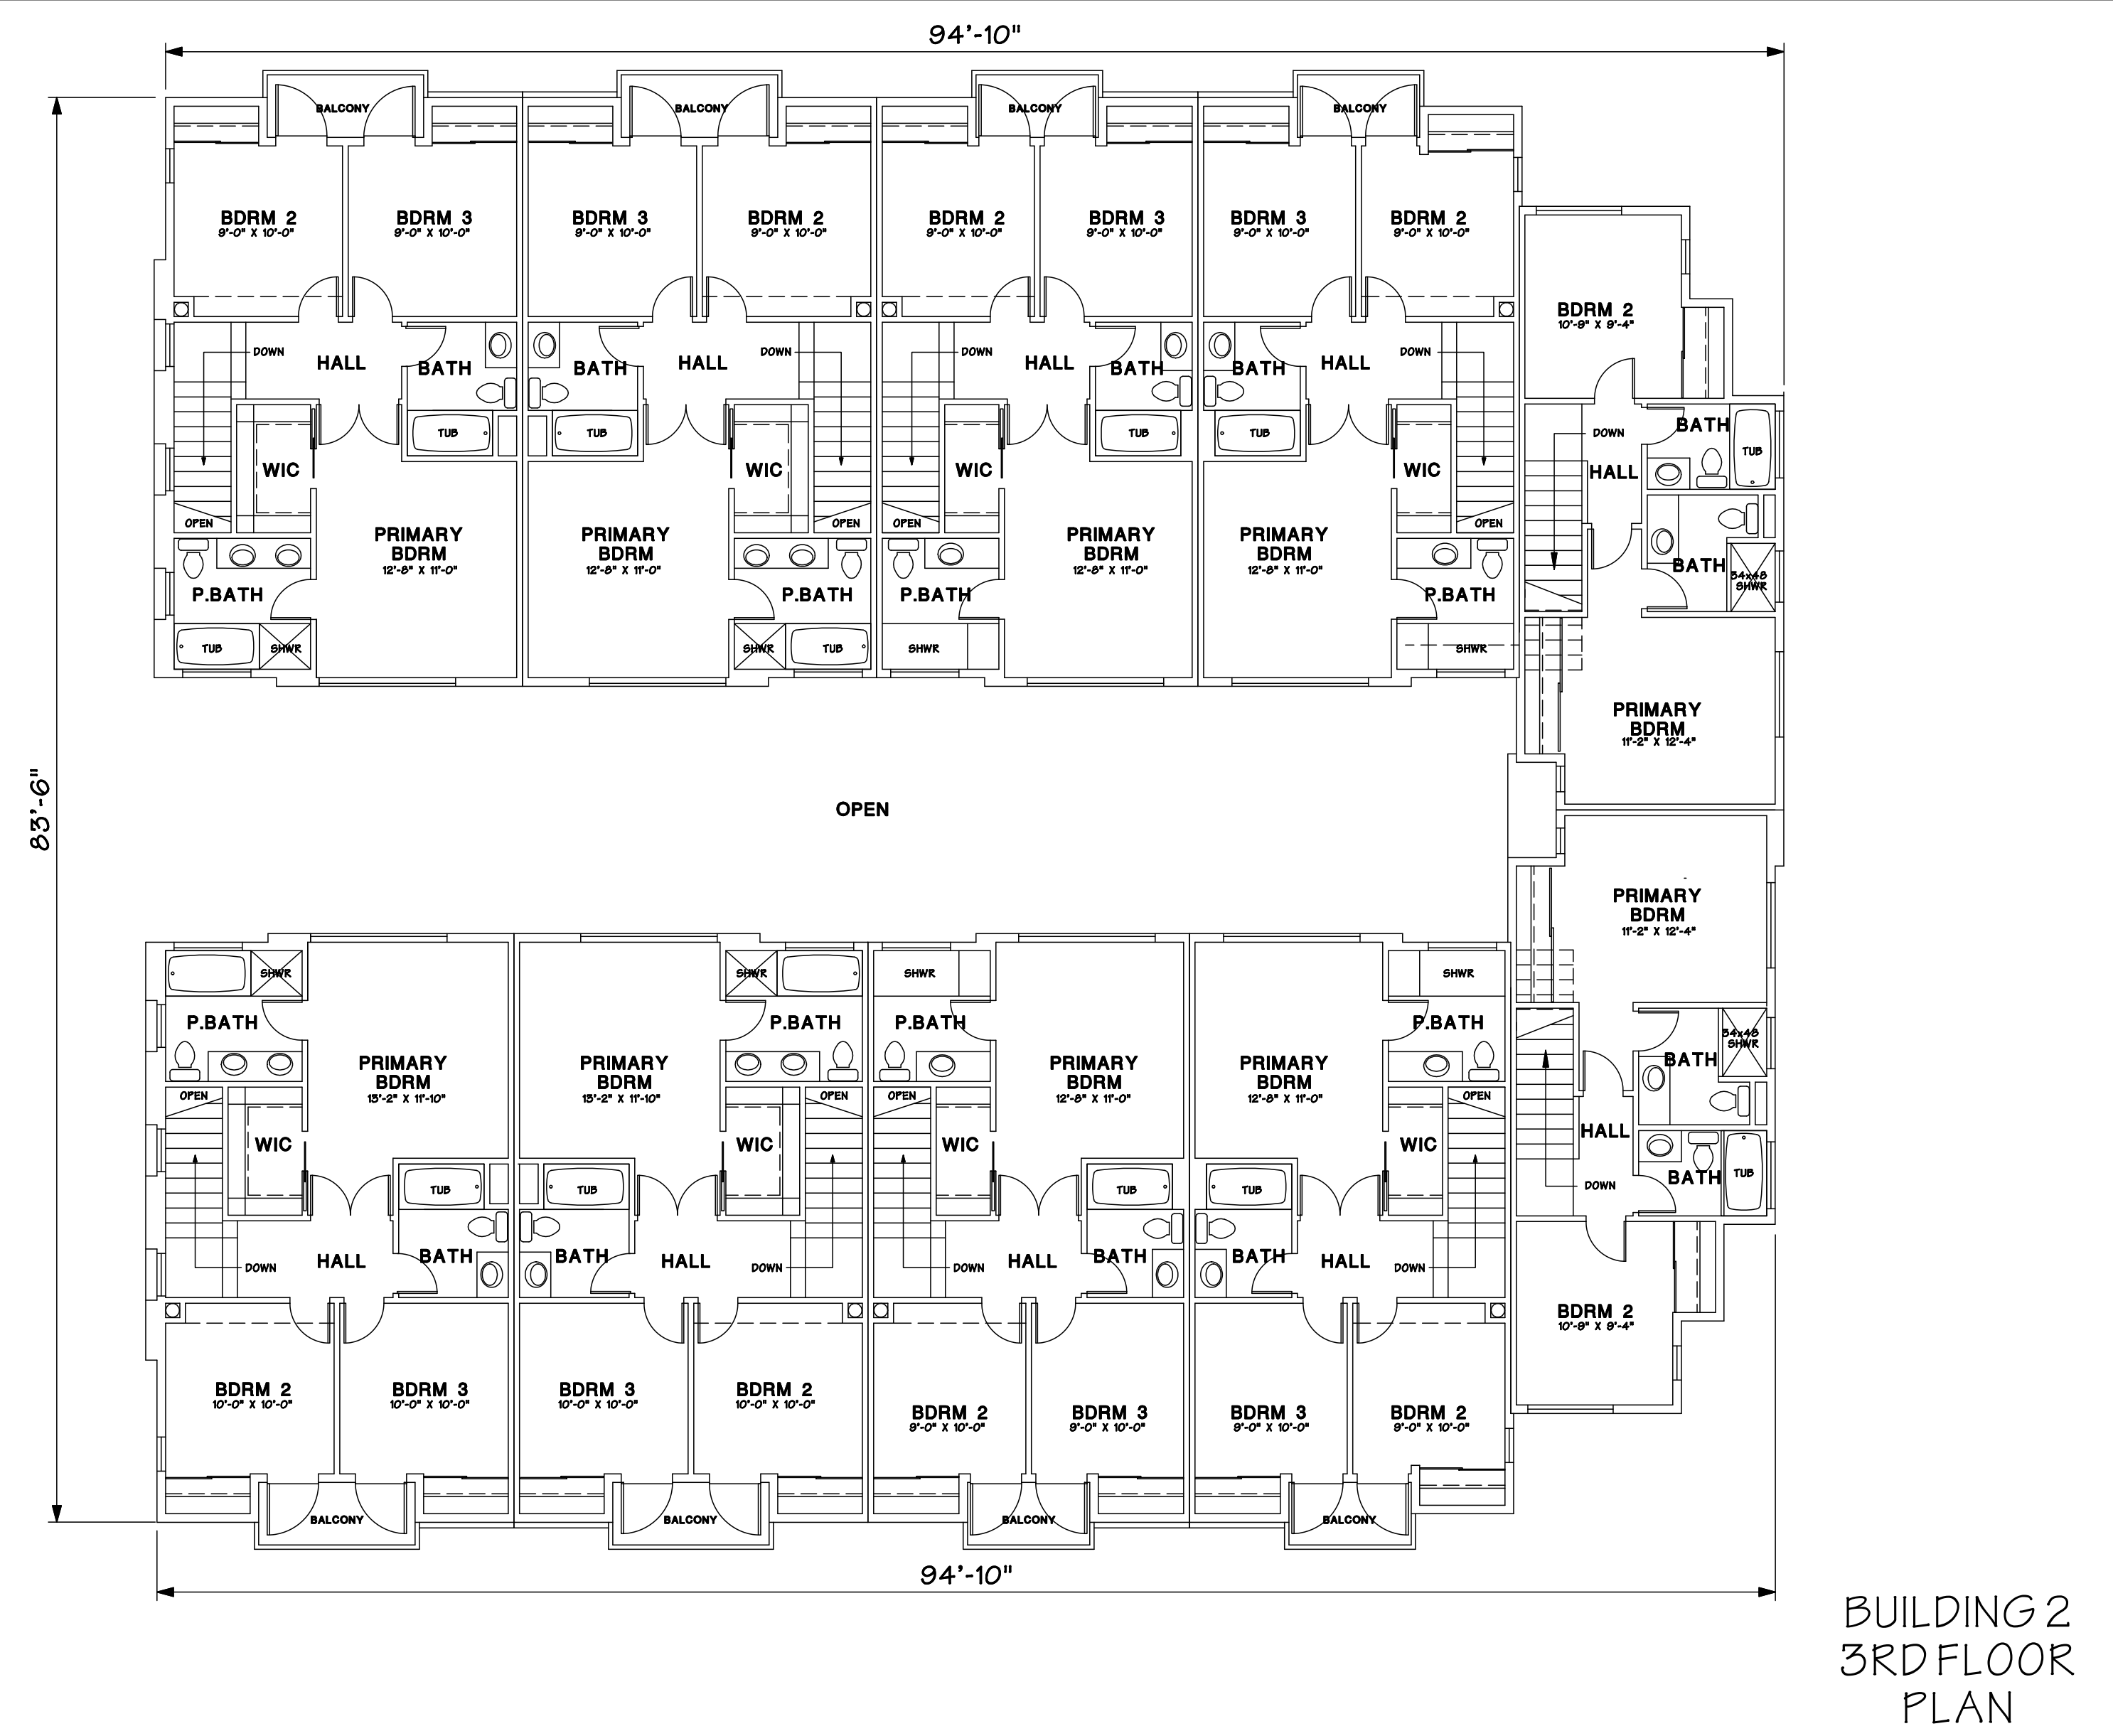 94'-10"
BALCONY
BALCONY
BALCONY
BALCONY
BDRM 2
9'-0" X 10'-0"
BDRM 3
9'-0" X 10'-0"
BDRM 3
9'-0" X 10'-0"
BDRM 2
9'-0" X 10'-0"
BDRM 2
9'-0" X 10'-0"
BDRM 3
9'-0" X 10'-0"
BDRM 3
9'-0" X 10'-0"
BDRM 2
9'-0" X 10'-0"
BDRM 2
10'-9" X 9'-4"
DOWN
HALL
BATH
BATH
HALL
DOWN
DOWN
HALL
BATH
BATH
HALL
DOWN
TUB
TUB
TUB
TUB
DOWN
BATH
TUB
HALL
WIC
WIC
WIC
WIC
OPEN
OPEN
OPEN
OPEN
PRIMARY
BDRM
12'-8" X 11'-0"
PRIMARY
BDRM
12'-8" X 11'-0"
PRIMARY
BDRM
12'-8" X 11'-0"
PRIMARY
BDRM
12'-8" X 11'-0"
P.BATH
P.BATH
P.BATH
P.BATH
BATH
34x48
SHWR
TUB
SHWR
SHWR
TUB
SHWR
SHWR
PRIMARY
BDRM
11'-2" X 12'-4"
83'-6"
OPEN
PRIMARY
BDRM
11'-2" X 12'-4"
SHWR
SHWR
SHWR
SHWR
P.BATH
P.BATH
P.BATH
P.BATH
34x48
SHWR
BATH
PRIMARY
BDRM
13'-2" X 11'-10"
PRIMARY
BDRM
13'-2" X 11'-10"
PRIMARY
BDRM
12'-8" X 11'-0"
PRIMARY
BDRM
12'-8" X 11'-0"
OPEN
OPEN
OPEN
OPEN
WIC
WIC
WIC
WIC
HALL
TUB
TUB
TUB
TUB
BATH
TUB
DOWN
DOWN
HALL
BATH
BATH
HALL
DOWN
DOWN
HALL
BATH
BATH
HALL
DOWN
BDRM 2
10'-9" X 9'-4"
BDRM 2
10'-0" X 10'-0"
BDRM 3
10'-0" X 10'-0"
BDRM 3
10'-0" X 10'-0"
BDRM 2
10'-0" X 10'-0"
BDRM 2
9'-0" X 10'-0"
BDRM 3
9'-0" X 10'-0"
BDRM 3
9'-0" X 10'-0"
BDRM 2
9'-0" X 10'-0"
BALCONY
BALCONY
BALCONY
BALCONY
94'-10"
BUILDING 2
3RD FLOOR
PLAN